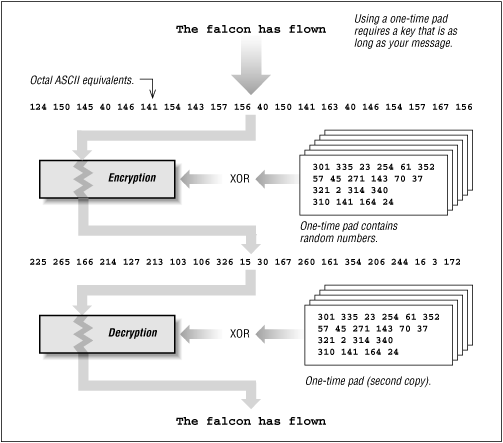 The falcon has flown
Using a one-time pad
requires a key that is as
long as your message.
Octal ASCII equivalents.
124 150 145 40 146 141 154 143 157 156 40 150 141 163 40 146 154 157 167 156
Encryption
XOR
301 335 23 254 61 352
57 45 271 143 70 37
321 2 314 340
310 141 164 24
One-time pad contains
random numbers.
225 265 166 214 127 213 103 106 326 15 30 167 260 161 354 206 244 16 3 172
Decryption
XOR
301 335 23 254 61 352
57 45 271 143 70 37
321 2 314 340
310 141 164 24
One-time pad (second copy).
The falcon has flown